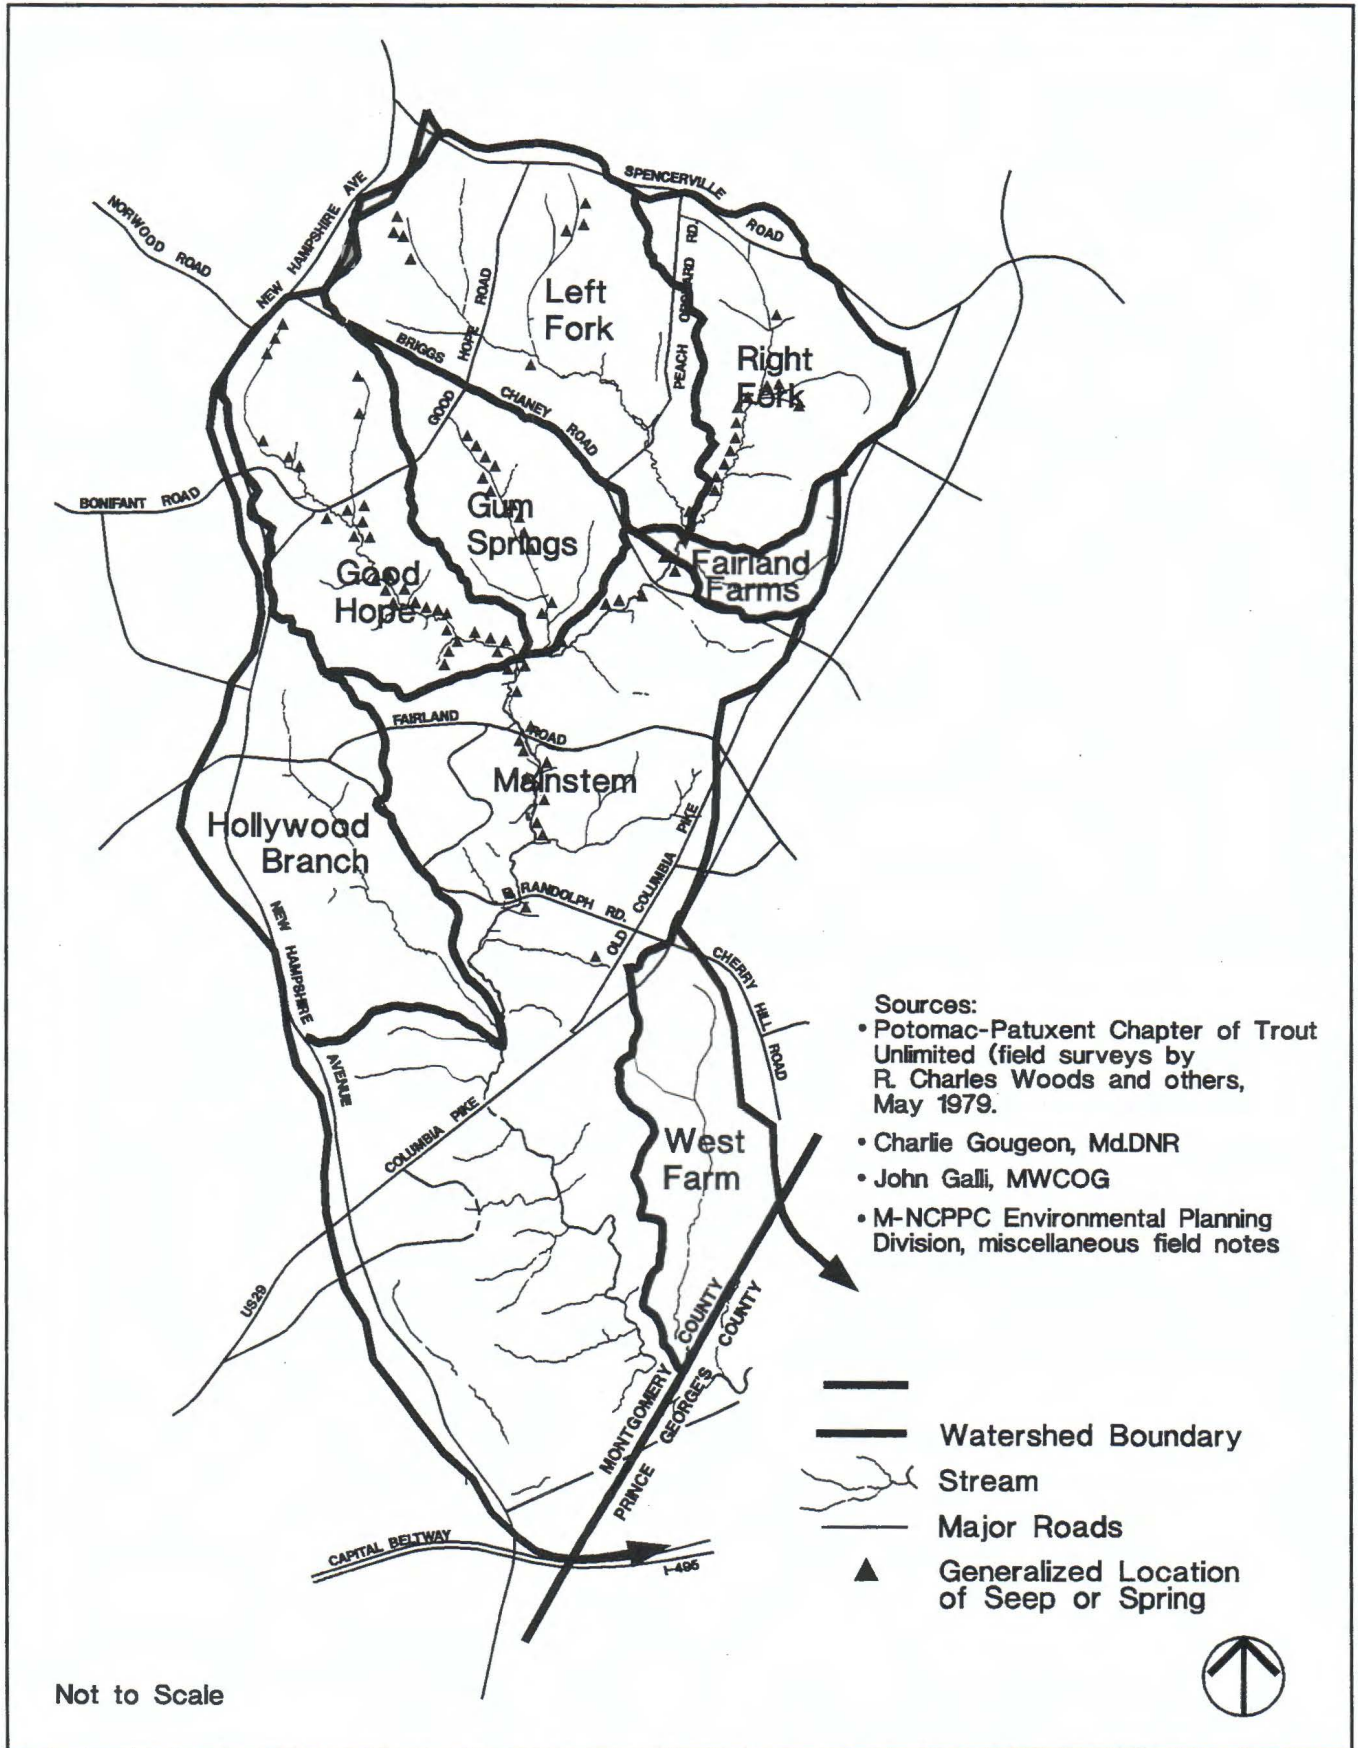 SPENCERVILLE
ROAD
NEW HAMPSHIRE AVE
NORWOOD ROAD
PEACH ORCHARD RD.
Left
Fork
GOOD HOPE ROAD
BRIGGS CHANEY ROAD
Right
Fork
BONIFANT ROAD
Gum
Springs
Fairland
Farms
Good
Hope
FAIRLAND ROAD
Mainstem
Hollywood
Branch
E. RANDOLPH RD.
OLD COLUMBIA PIKE
NEW HAMPSHIRE AVENUE
CHERRY HILL ROAD
Sources:
• Potomac-Patuxent Chapter of Trout
Unlimited (field surveys by
R. Charles Woods and others,
May 1979.
• Charlie Gougeon, Md.DNR
• John Galli, MWCOG
• M-NCPPC Environmental Planning
Division, miscellaneous field notes
COLUMBIA PIKE
West
Farm
US29
MONTGOMERY COUNTY
PRINCE GEORGE'S COUNTY
Watershed Boundary
Stream
Major Roads
Generalized Location
of Seep or Spring
CAPITAL BELTWAY
I-495
Not to Scale